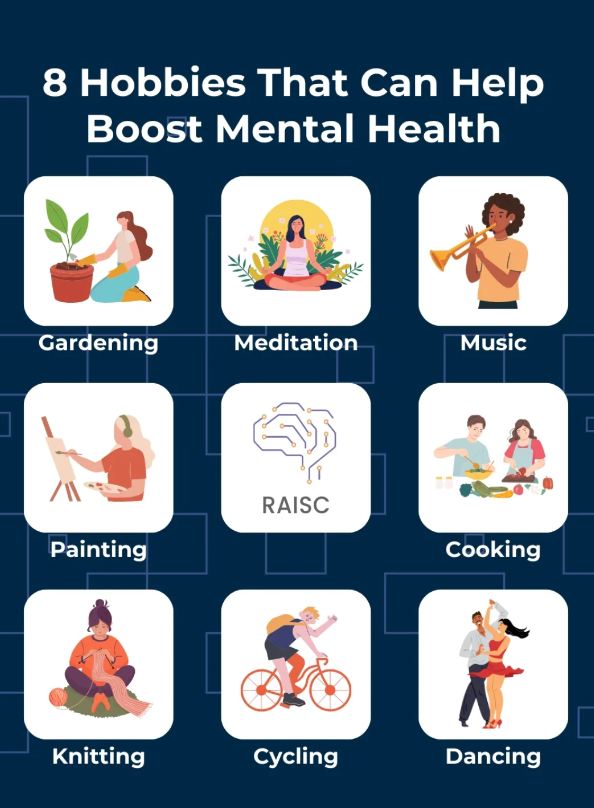 8 Hobbies That Can Help
Boost Mental Health
Gardening
Meditation
Music
Painting
RAISC
Cooking
Knitting
Cycling
Dancing